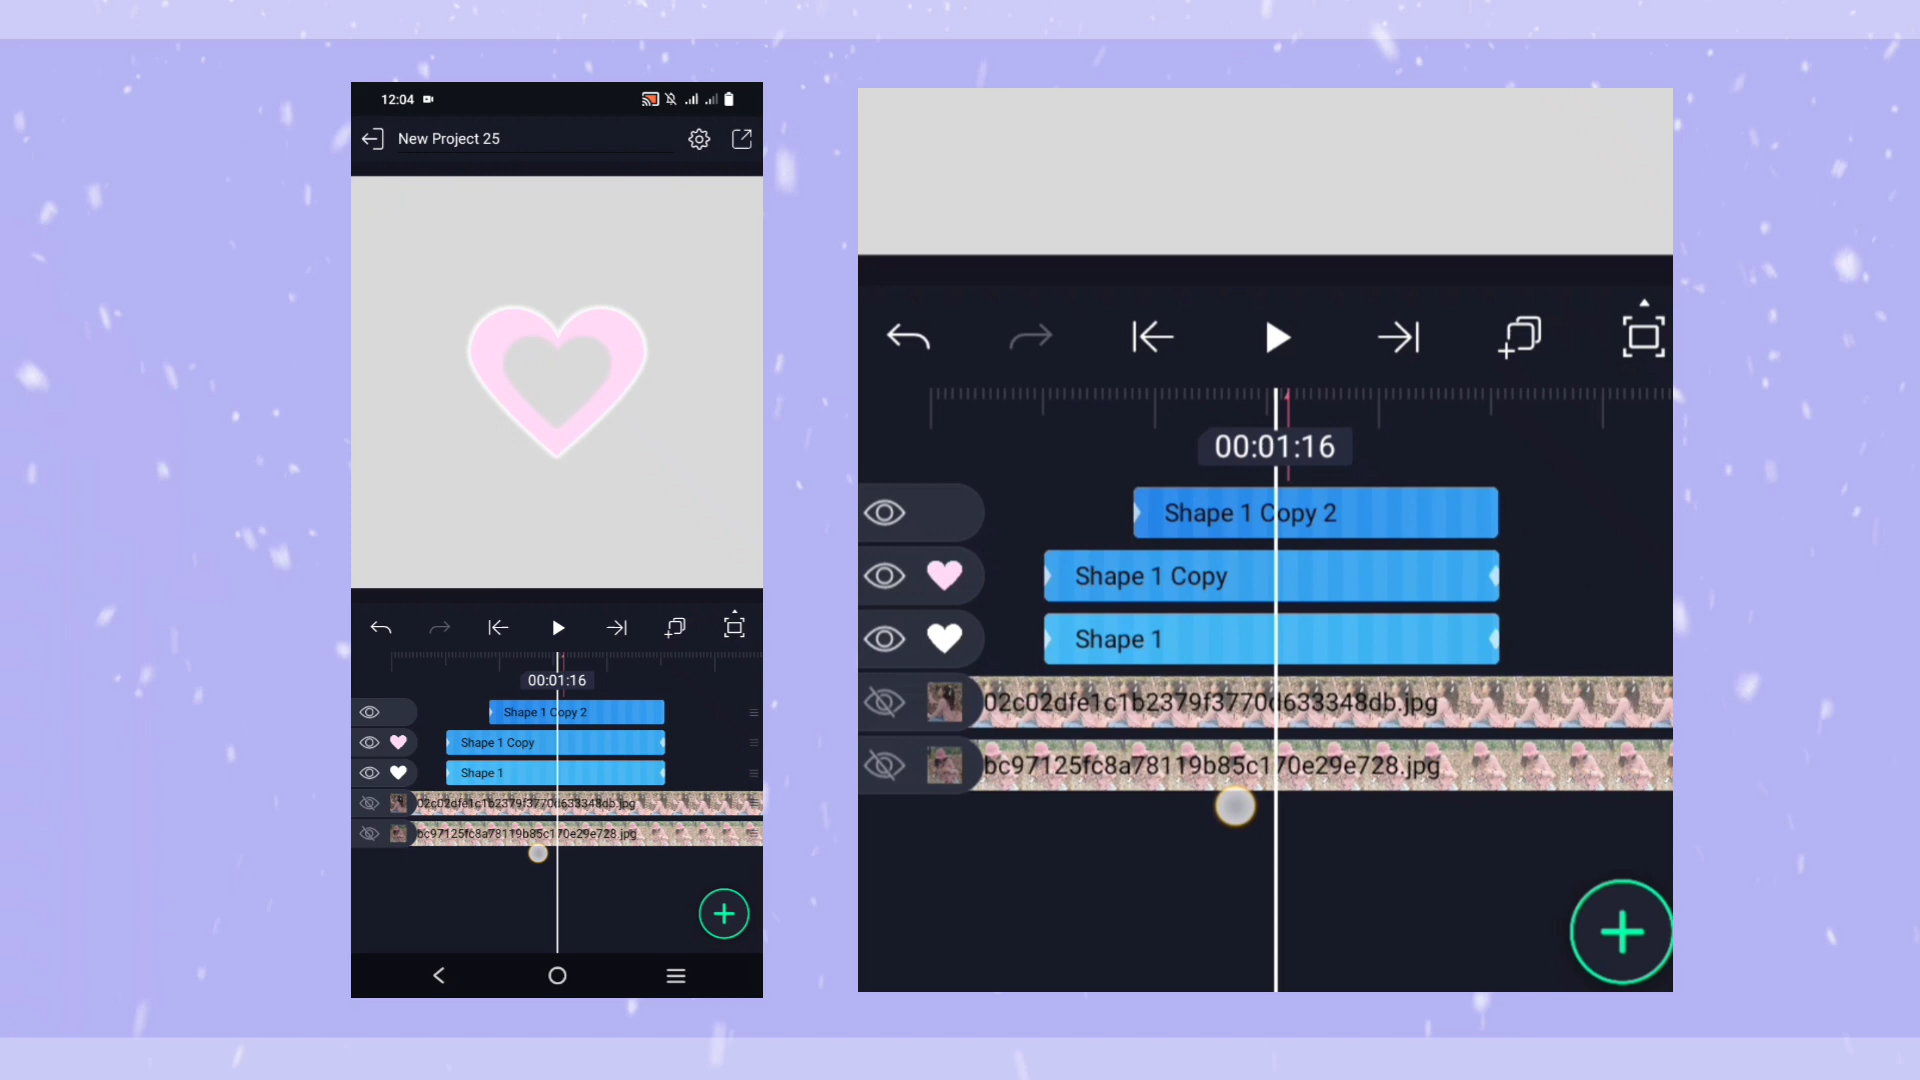 12:04
New Project 25
00:01:16
Shape 1 Copy 2
Shape 1 Copy
Shape 1
02c02dfe1c1b2379f3770d633348db.jpg
bc97125fc8a78119b85c170e29e728.jpg
00:01:16
Shape 1 Copy 2
Shape 1 Copy
Shape 1
02c02dfe1c1b2379f3770d633348db.jpg
bc97125fc8a78119b85c170e29e728.jpg